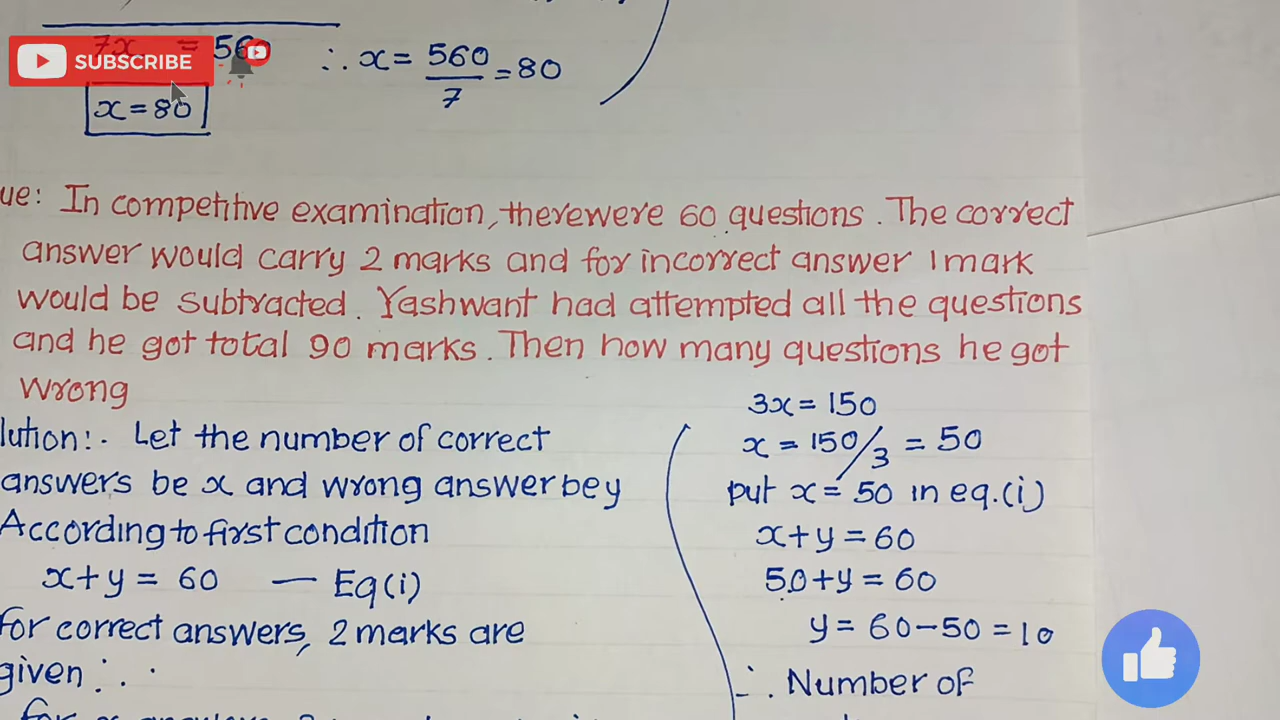 7x = 560
SUBSCRIBE
∴ x = 560/7 = 80
x = 80
ue: In competitive examination, there were 60 questions. The correct
answer would carry 2 marks and for incorrect answer 1 mark
would be subtracted. Yashwant had attempted all the questions
and he got total 90 marks. Then how many questions he got
wrong
lution:- Let the number of correct
answers be x and wrong answer be y
According to first condition
x + y = 60 — Eq(i)
for correct answers, 2 marks are
given ∴
3x = 150
x = 150/3 = 50
put x = 50 in eq.(i)
x + y = 60
50 + y = 60
y = 60 - 50 = 10
∴ Number of